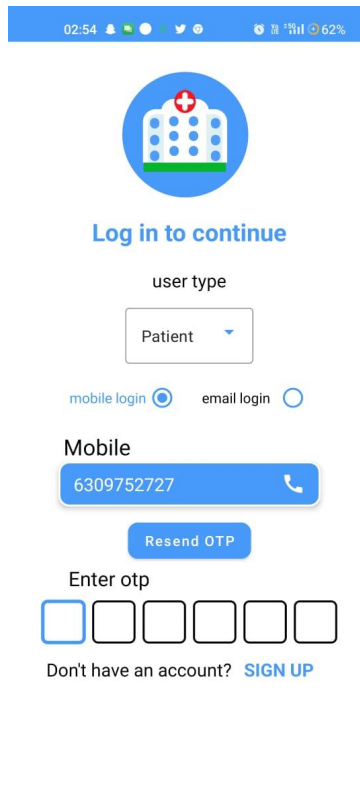 02:54 62%
Log in to continue
user type
Patient
mobile login email login
Mobile
6309752727
Resend OTP
Enter otp
Don't have an account? SIGN UP